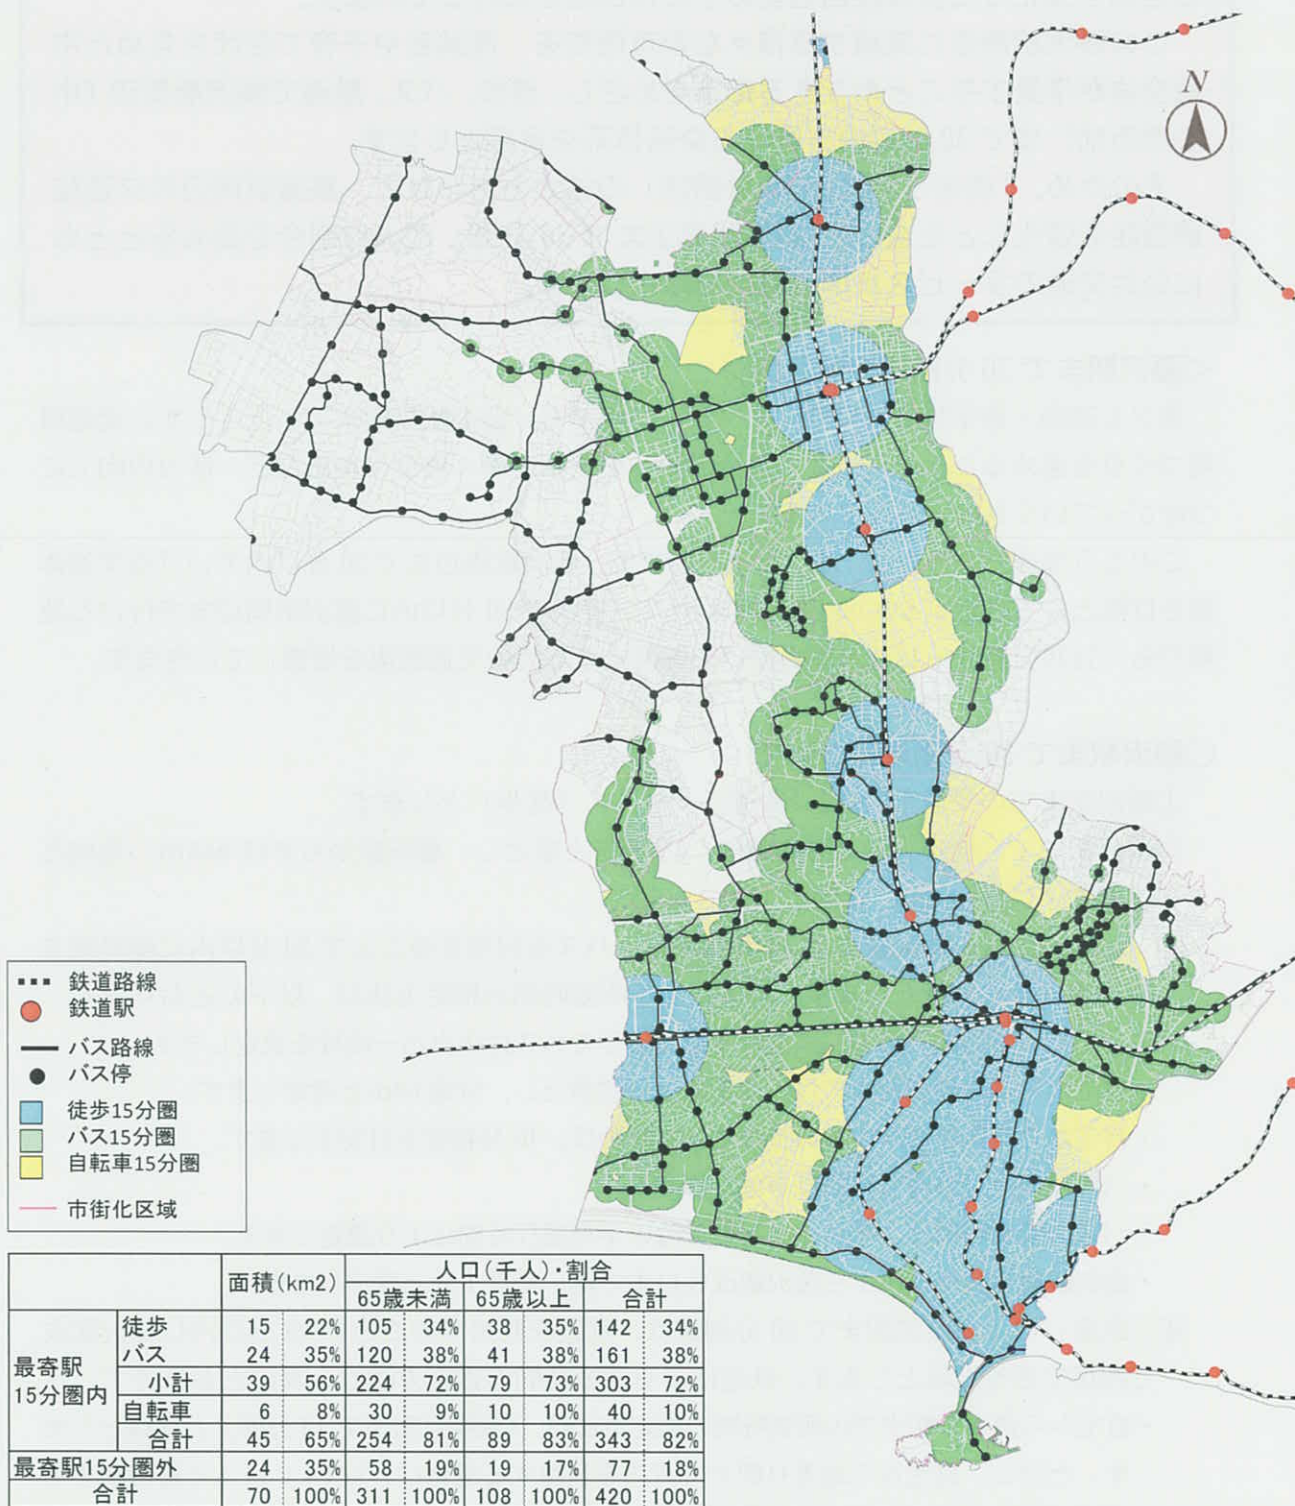 N
鉄道路線
鉄道駅
バス路線
バス停
徒歩15分圏
バス15分圏
自転車15分圏
市街化区域
面積(km2) 人口(千人)・割合
65歳未満 65歳以上 合計
最寄駅15分圏内 徒歩 15 22% 105 34% 38 35% 142 34%
バス 24 35% 120 38% 41 38% 161 38%
小計 39 56% 224 72% 79 73% 303 72%
自転車 6 8% 30 9% 10 10% 40 10%
合計 45 65% 254 81% 89 83% 343 82%
最寄駅15分圏外 24 35% 58 19% 19 17% 77 18%
合計 70 100% 311 100% 108 100% 420 100%